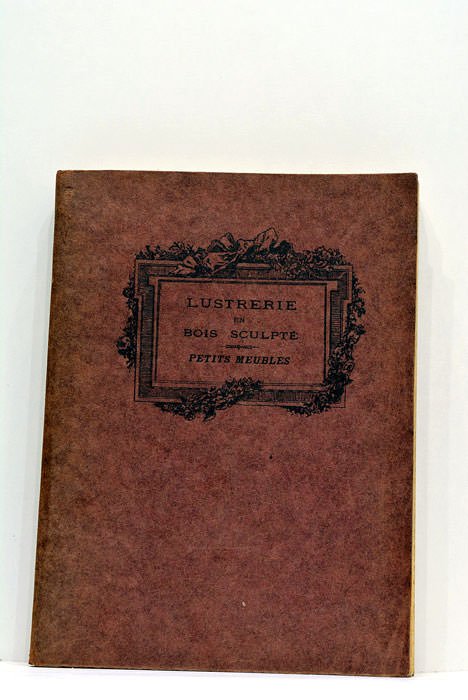 LUSTRERIE
EN
BOIS SCULPTÉ
PETITS MEUBLES